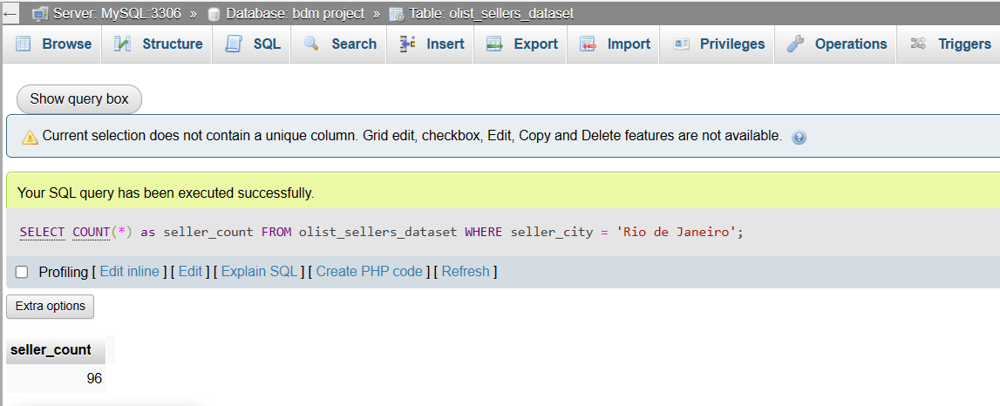 ← Server: MySQL:3306 » Database: bdm project » Table: olist_sellers_dataset
Browse Structure SQL Search Insert Export Import Privileges Operations Triggers
Show query box
Current selection does not contain a unique column. Grid edit, checkbox, Edit, Copy and Delete features are not available.
Your SQL query has been executed successfully.
SELECT COUNT(*) as seller_count FROM olist_sellers_dataset WHERE seller_city = 'Rio de Janeiro';
Profiling [ Edit inline ] [ Edit ] [ Explain SQL ] [ Create PHP code ] [ Refresh ]
Extra options
seller_count
96